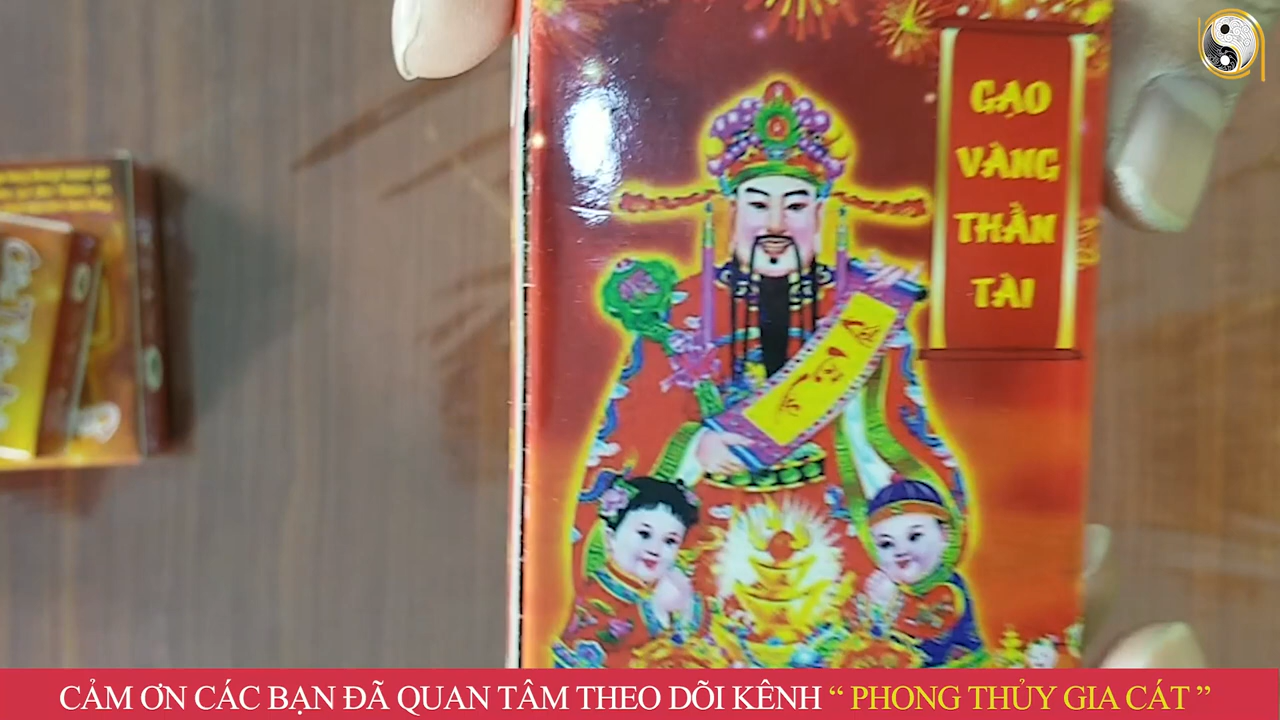 GẠO
VÀNG
THẦN
TÀI
CẢM ƠN CÁC BẠN ĐÃ QUAN TÂM THEO DÕI KÊNH “ PHONG THỦY GIA CÁT ”